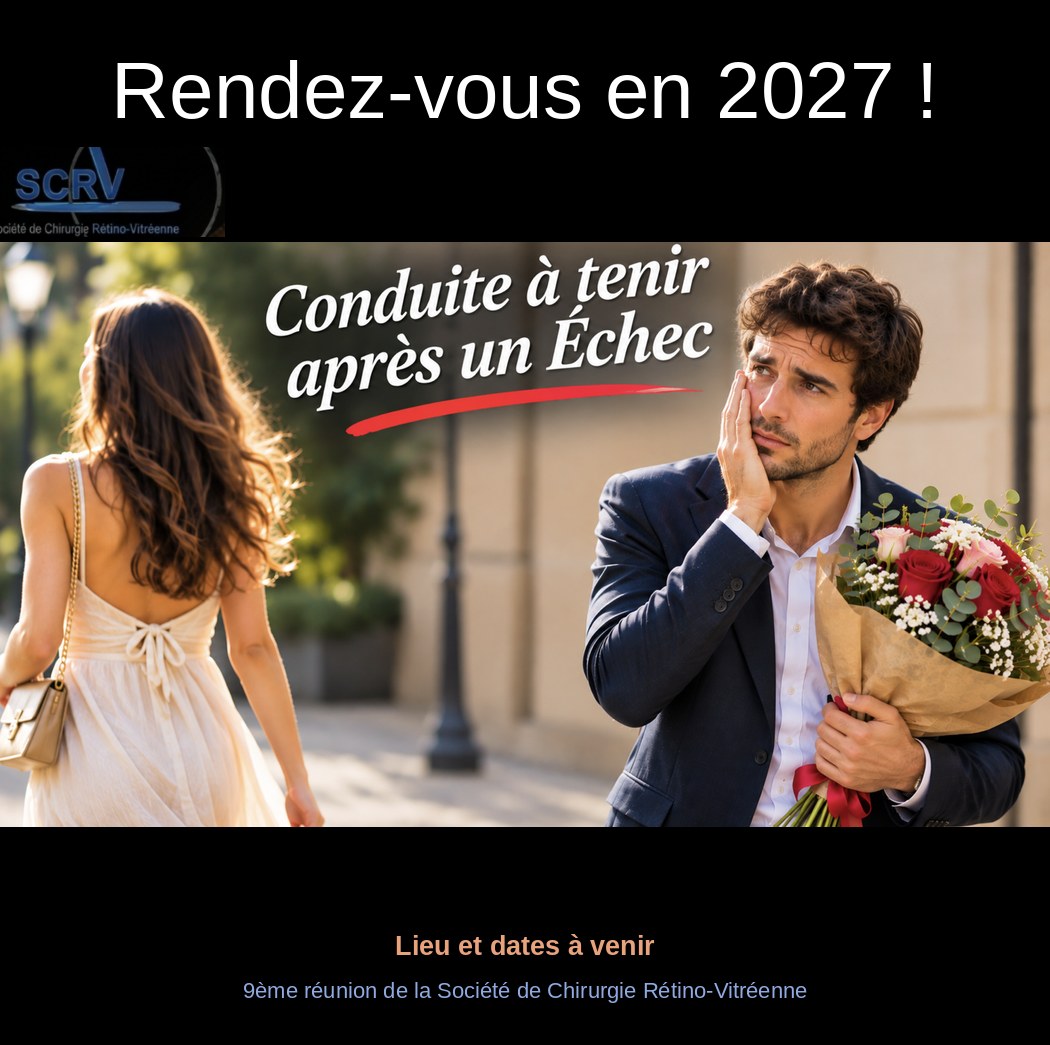 Rendez-vous en 2027 !
SCRV
ociété de Chirurgie Rétino-Vitréenne
Conduite à tenir
après un Échec
Lieu et dates à venir
9ème réunion de la Société de Chirurgie Rétino-Vitréenne